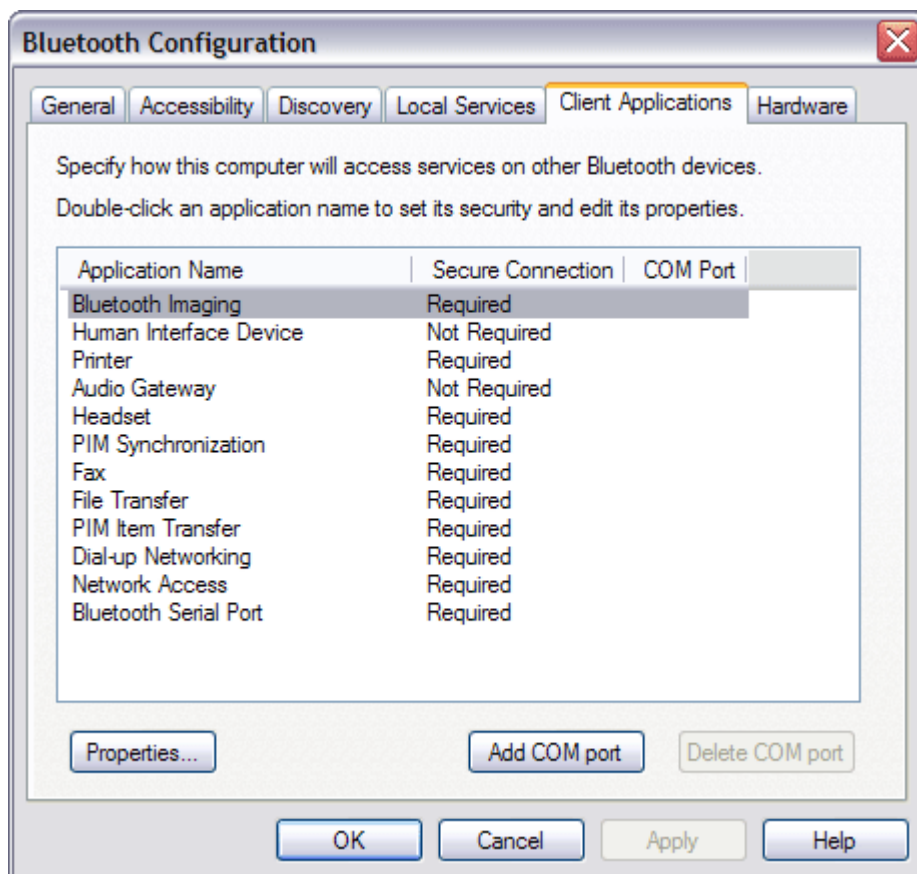 Bluetooth Configuration
General Accessibility Discovery Local Services Client Applications Hardware
Specify how this computer will access services on other Bluetooth devices.
Double-click an application name to set its security and edit its properties.
Application Name Secure Connection COM Port
Bluetooth Imaging Required
Human Interface Device Not Required
Printer Required
Audio Gateway Not Required
Headset Required
PIM Synchronization Required
Fax Required
File Transfer Required
PIM Item Transfer Required
Dial-up Networking Required
Network Access Required
Bluetooth Serial Port Required
Properties... Add COM port Delete COM port
OK Cancel Apply Help